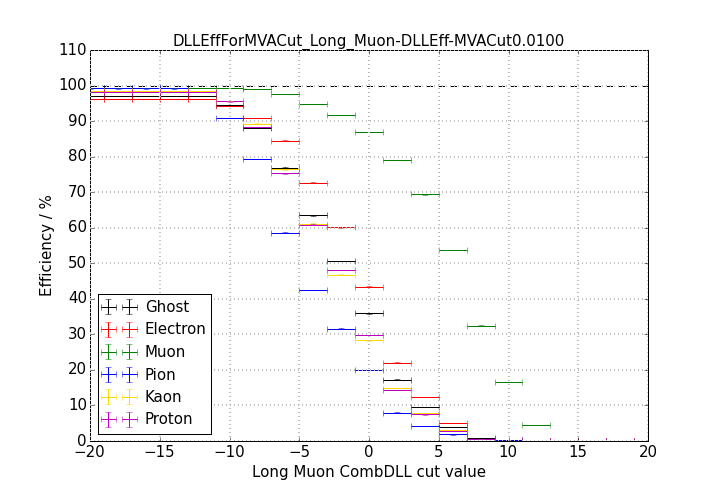 DLLEffForMVACut_Long_Muon-DLLEff-MVACut0.0100
110
100
90
80
70
60
50
40
30
20
10
0
Efficiency / %
Ghost
Electron
Muon
Pion
Kaon
Proton
−20 −15 −10 −5 0 5 10 15 20
Long Muon CombDLL cut value